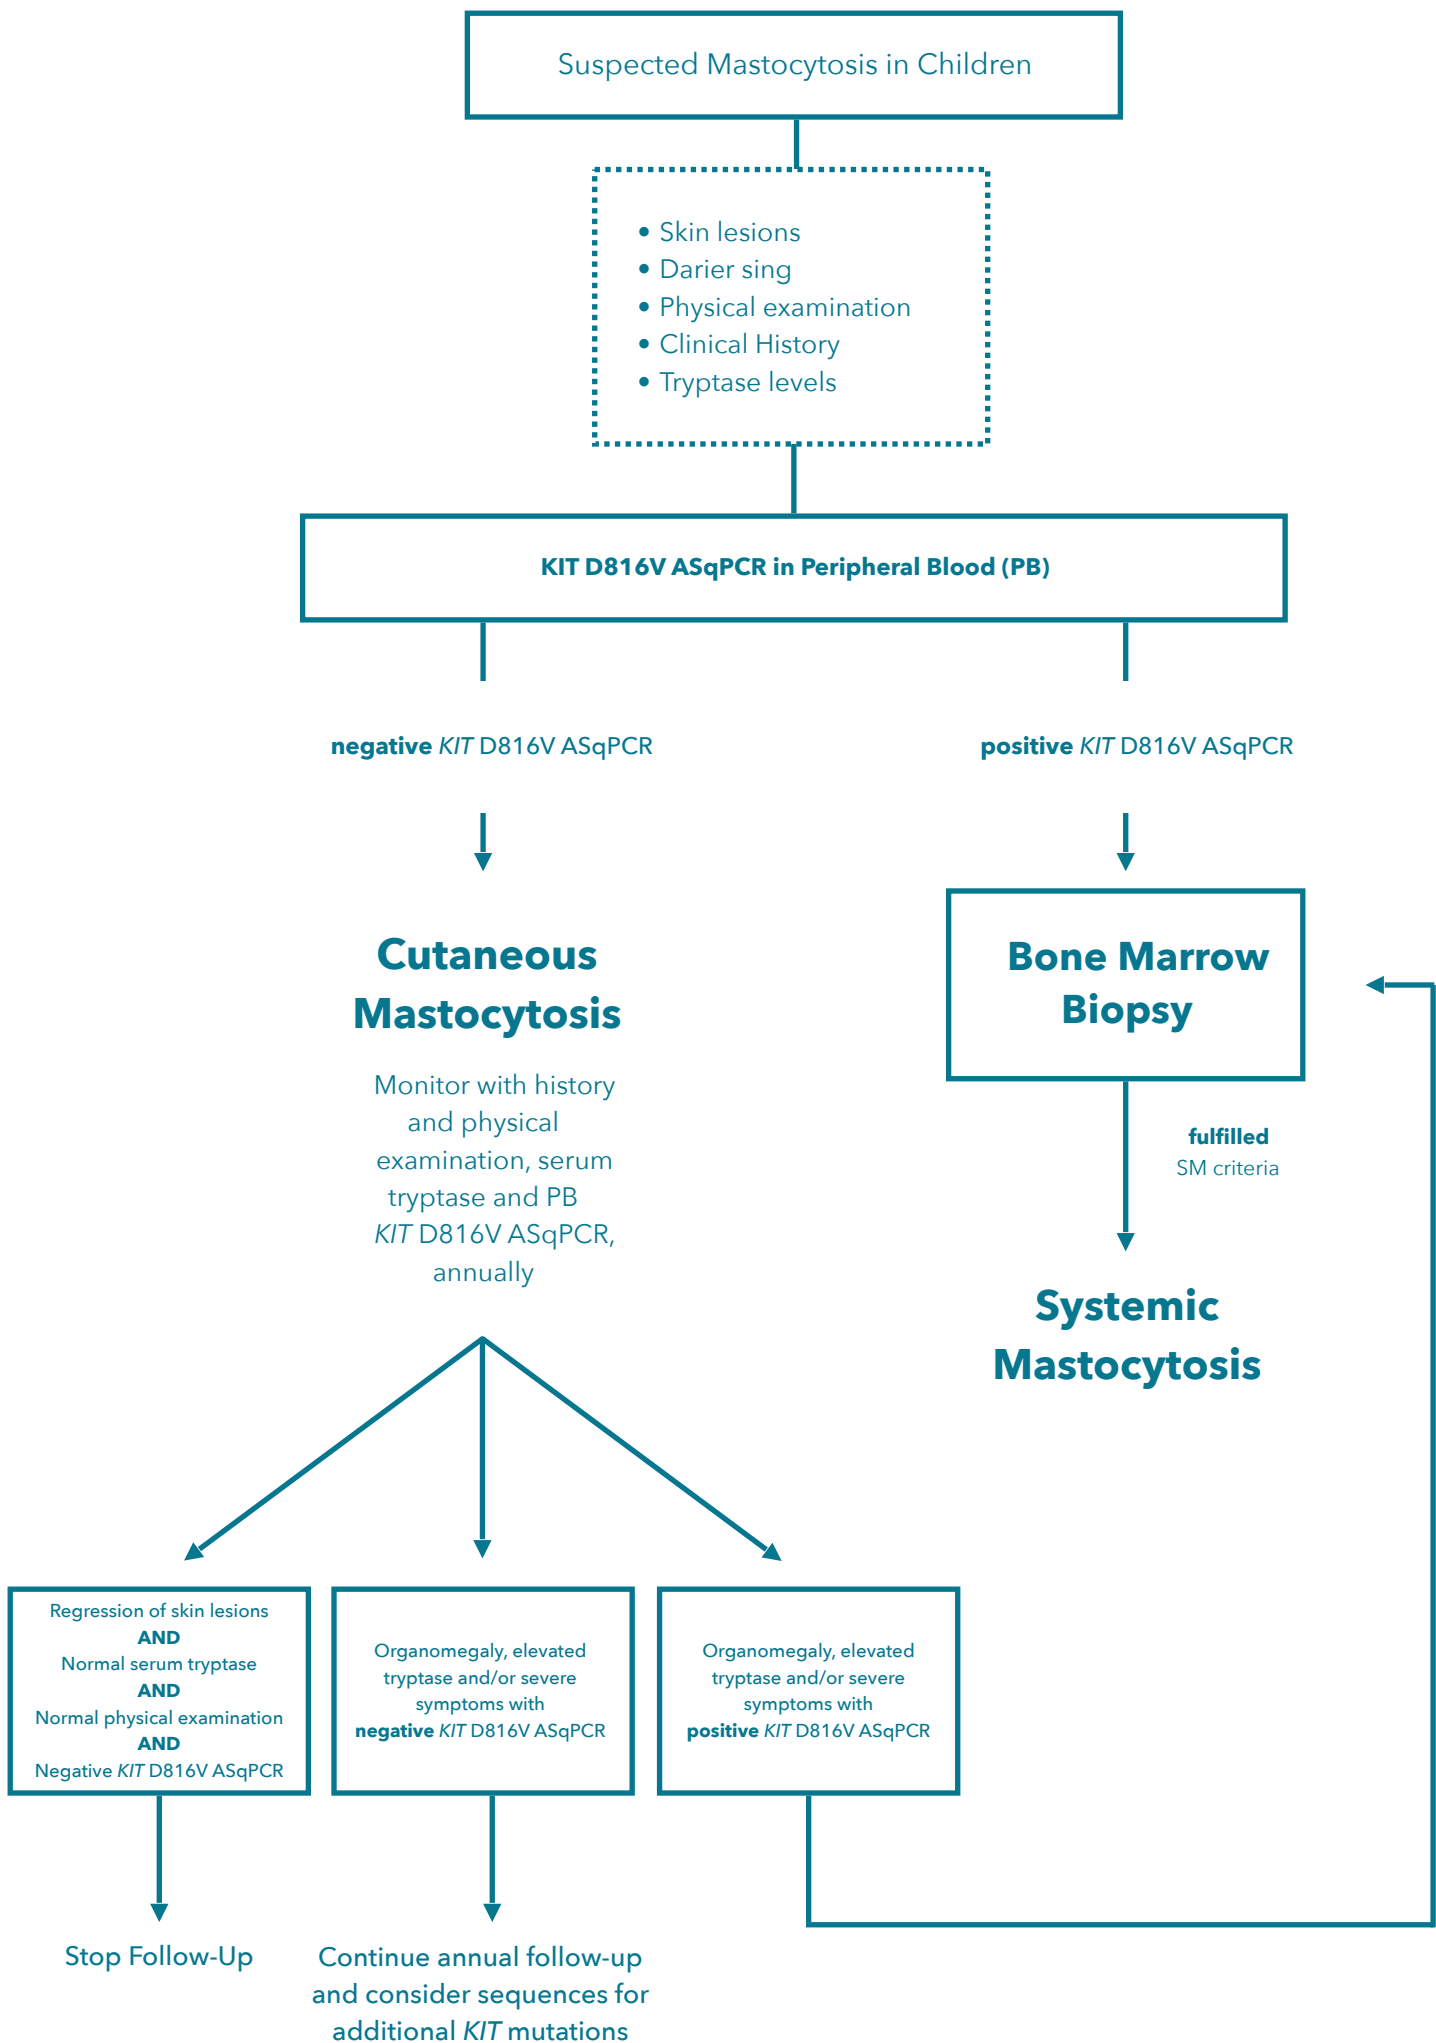 Suspected Mastocytosis in Children
• Skin lesions
• Darier sing
• Physical examination
• Clinical History
• Tryptase levels
KIT D816V ASqPCR in Peripheral Blood (PB)
negative KIT D816V ASqPCR
positive KIT D816V ASqPCR
Cutaneous
Mastocytosis
Monitor with history
and physical
examination, serum
tryptase and PB
KIT D816V ASqPCR,
annually
Bone Marrow
Biopsy
fulfilled
SM criteria
Systemic
Mastocytosis
Regression of skin lesions
AND
Normal serum tryptase
AND
Normal physical examination
AND
Negative KIT D816V ASqPCR
Organomegaly, elevated
tryptase and/or severe
symptoms with
negative KIT D816V ASqPCR
Organomegaly, elevated
tryptase and/or severe
symptoms with
positive KIT D816V ASqPCR
Stop Follow-Up
Continue annual follow-up
and consider sequences for
additional KIT mutations